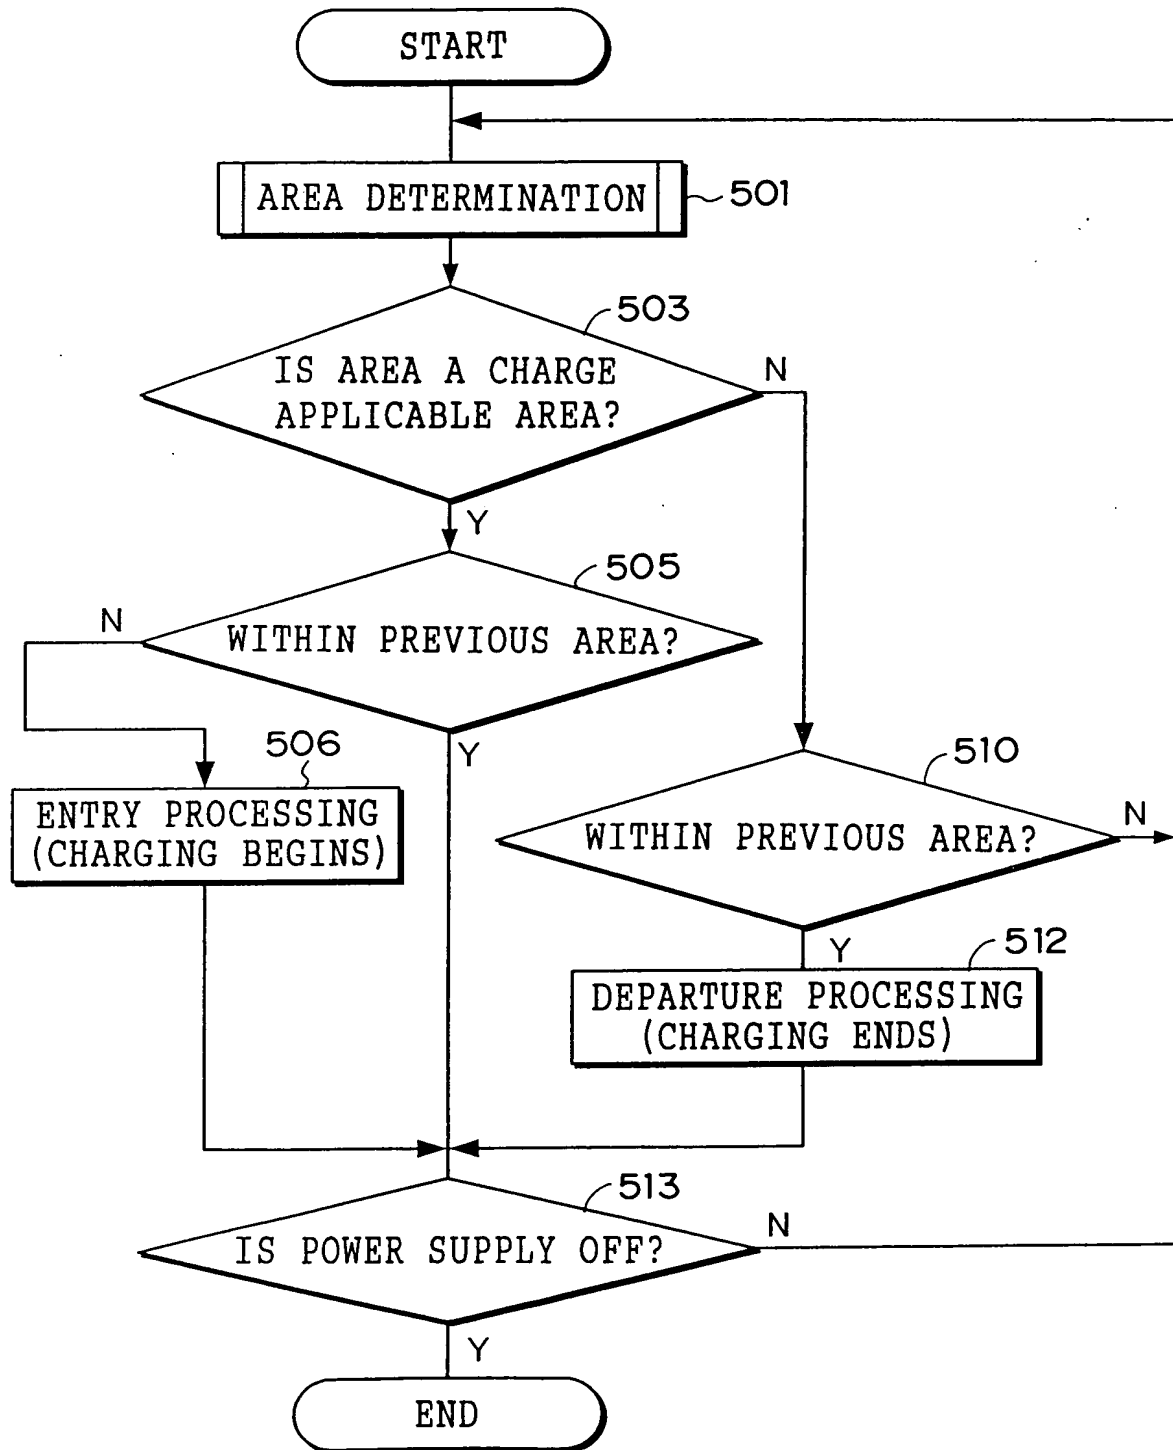 START
AREA DETERMINATION
501
503
IS AREA A CHARGE
APPLICABLE AREA?
N
Y
505
N
WITHIN PREVIOUS AREA?
Y
506
ENTRY PROCESSING
(CHARGING BEGINS)
510
WITHIN PREVIOUS AREA?
N
Y
512
DEPARTURE PROCESSING
(CHARGING ENDS)
513
IS POWER SUPPLY OFF?
N
Y
END